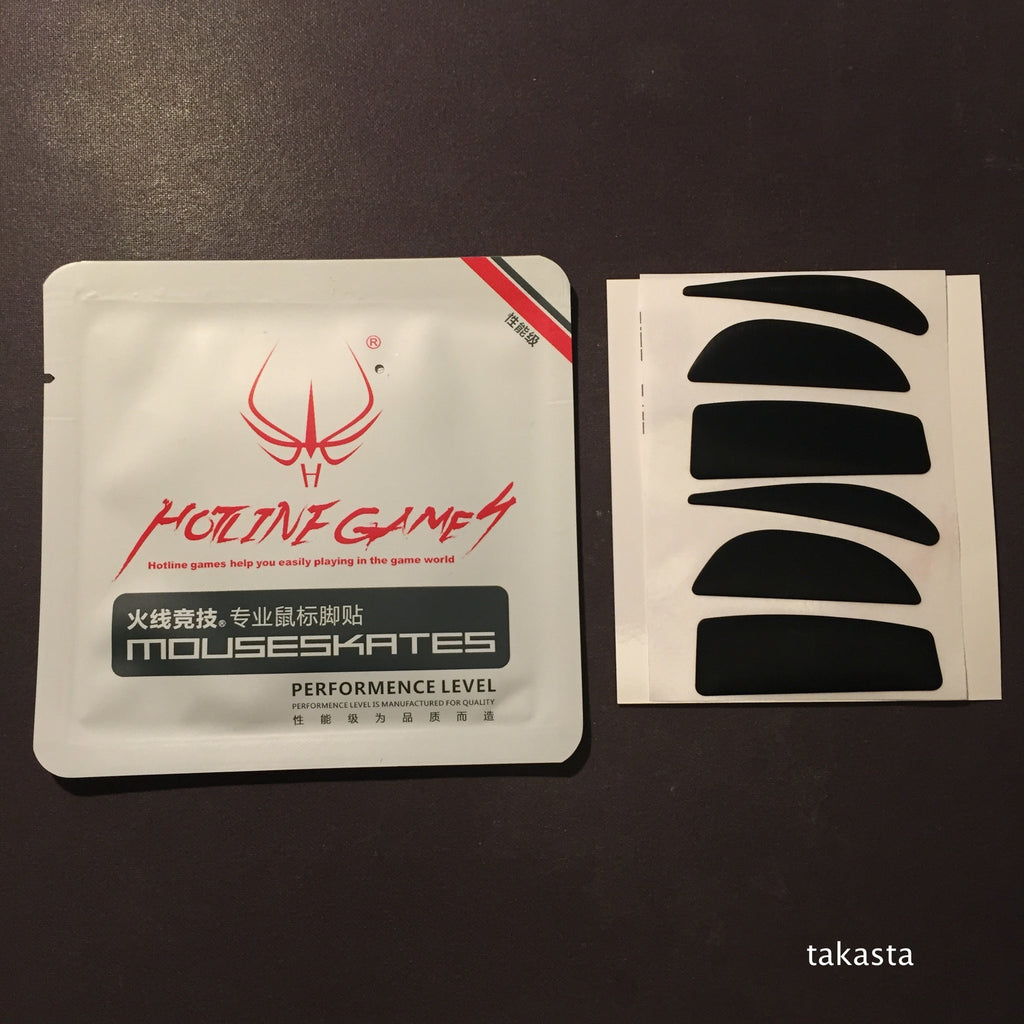 性能级
®
H
HOTLINE GAMES
Hotline games help you easily playing in the game world
火线竞技® 专业鼠标脚贴
MOUSESKATES
PERFORMENCE LEVEL
PERFORMENCE LEVEL IS MANUFACTURED FOR QUALITY
性能级为品质而造
takasta